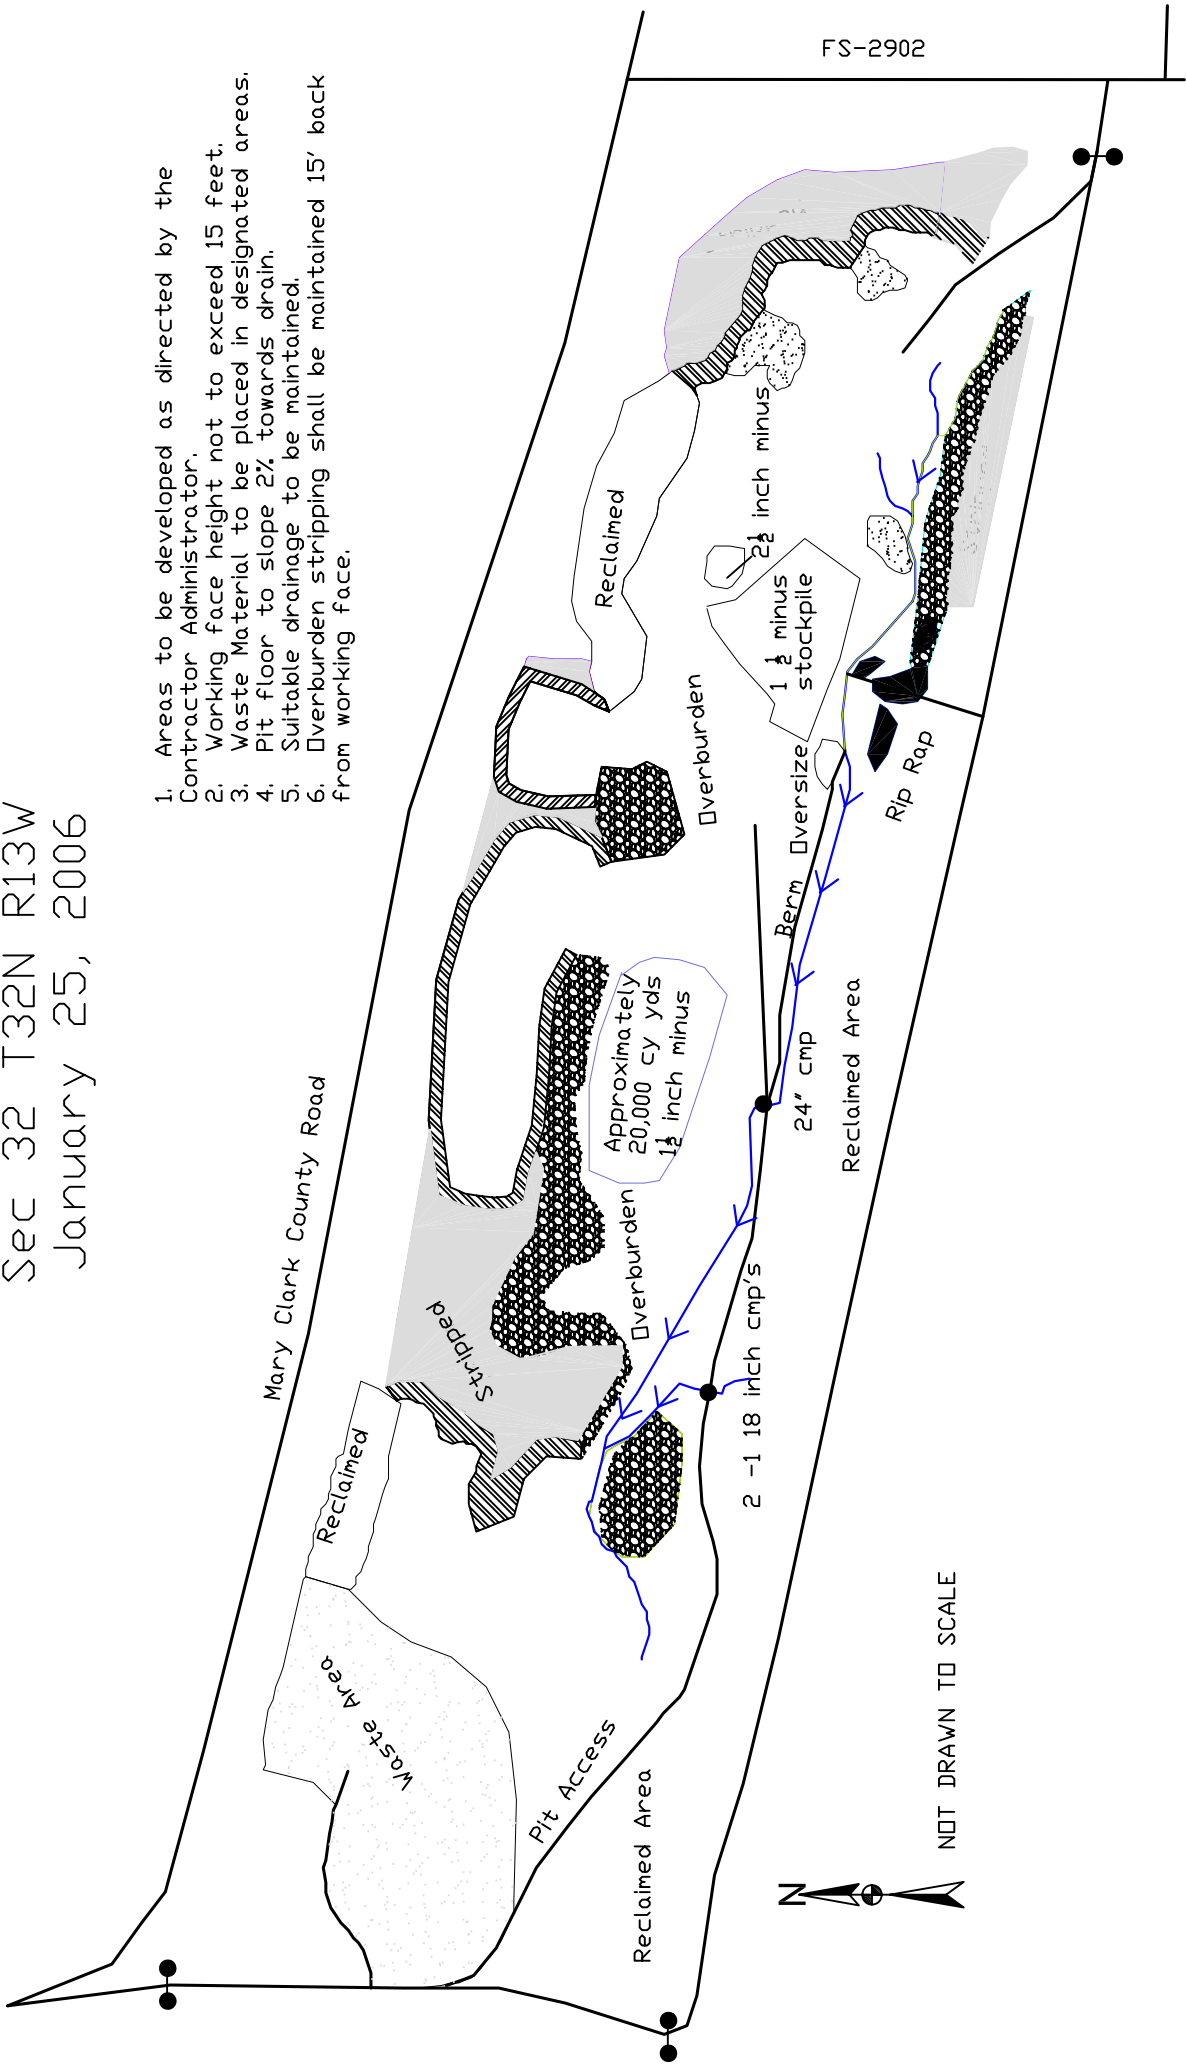 Sec 32 T32N R13W
January 25, 2006
1. Areas to be developed as directed by the
Contractor Administrator.
2. Working face height not to exceed 15 feet.
3. Waste Material to be placed in designated areas.
4. Pit floor to slope 2% towards drain.
5. Suitable drainage to be maintained.
6. Overburden stripping shall be maintained 15' back
from working face.
FS-2902
Mary Clark County Road
Reclaimed
2½ inch minus
1 ½ minus
stockpile
Overburden
Oversize
Rip Rap
Berm
Stripped
Approximately
20,000 cy yds
1½ inch minus
24" cmp
Reclaimed Area
Overburden
Stripped
2 -1 18 inch cmp's
Reclaimed
Waste Area
Pit Access
Reclaimed Area
NOT DRAWN TO SCALE
N